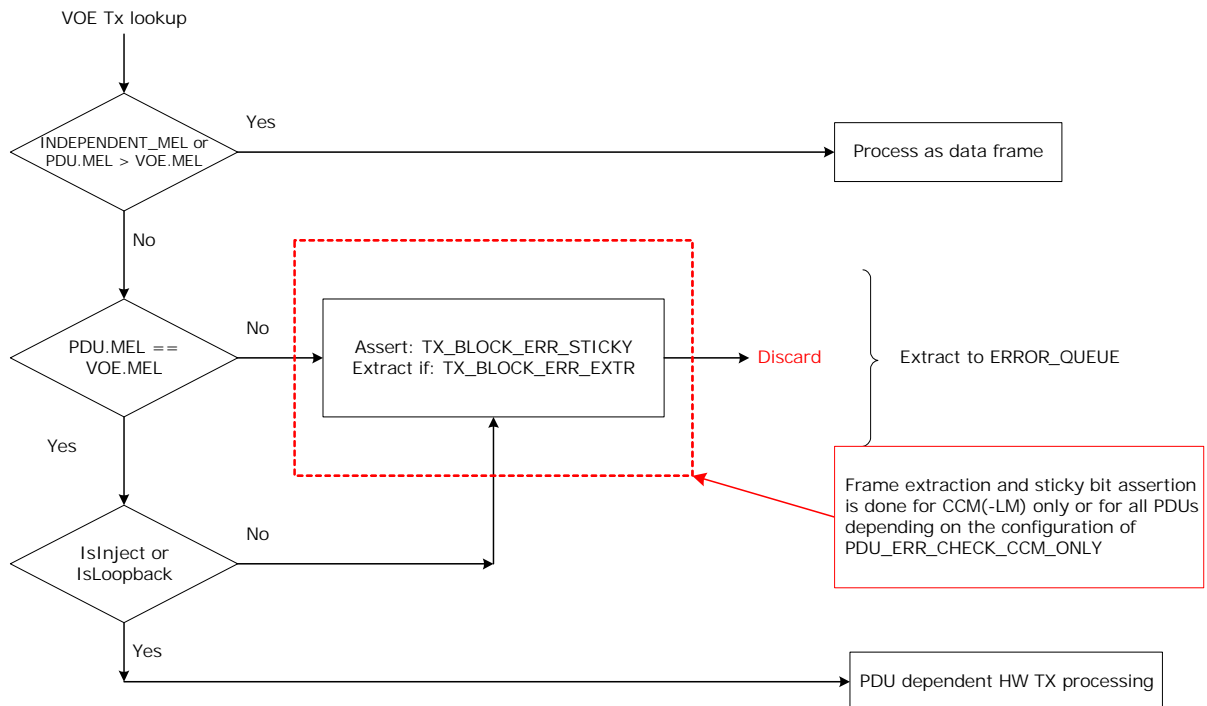 VOE Tx lookup
INDEPENDENT_MEL or
PDU.MEL > VOE.MEL
Yes
Process as data frame
No
PDU.MEL ==
VOE.MEL
No
Assert: TX_BLOCK_ERR_STICKY
Extract if: TX_BLOCK_ERR_EXTR
Discard
Extract to ERROR_QUEUE
Yes
Frame extraction and sticky bit assertion
is done for CCM(-LM) only or for all PDUs
depending on the configuration of
PDU_ERR_CHECK_CCM_ONLY
IsInject or
IsLoopback
No
Yes
PDU dependent HW TX processing